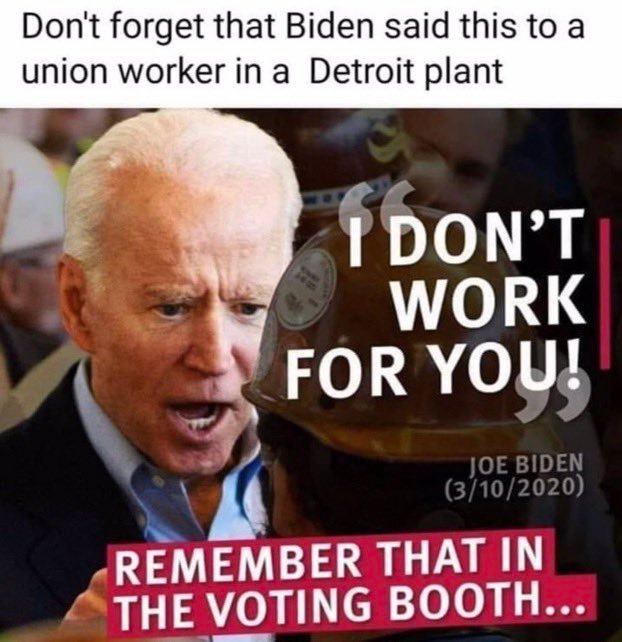 Don't forget that Biden said this to a
union worker in a Detroit plant
“I DON'T
WORK
FOR YOU!”
JOE BIDEN
(3/10/2020)
REMEMBER THAT IN
THE VOTING BOOTH...